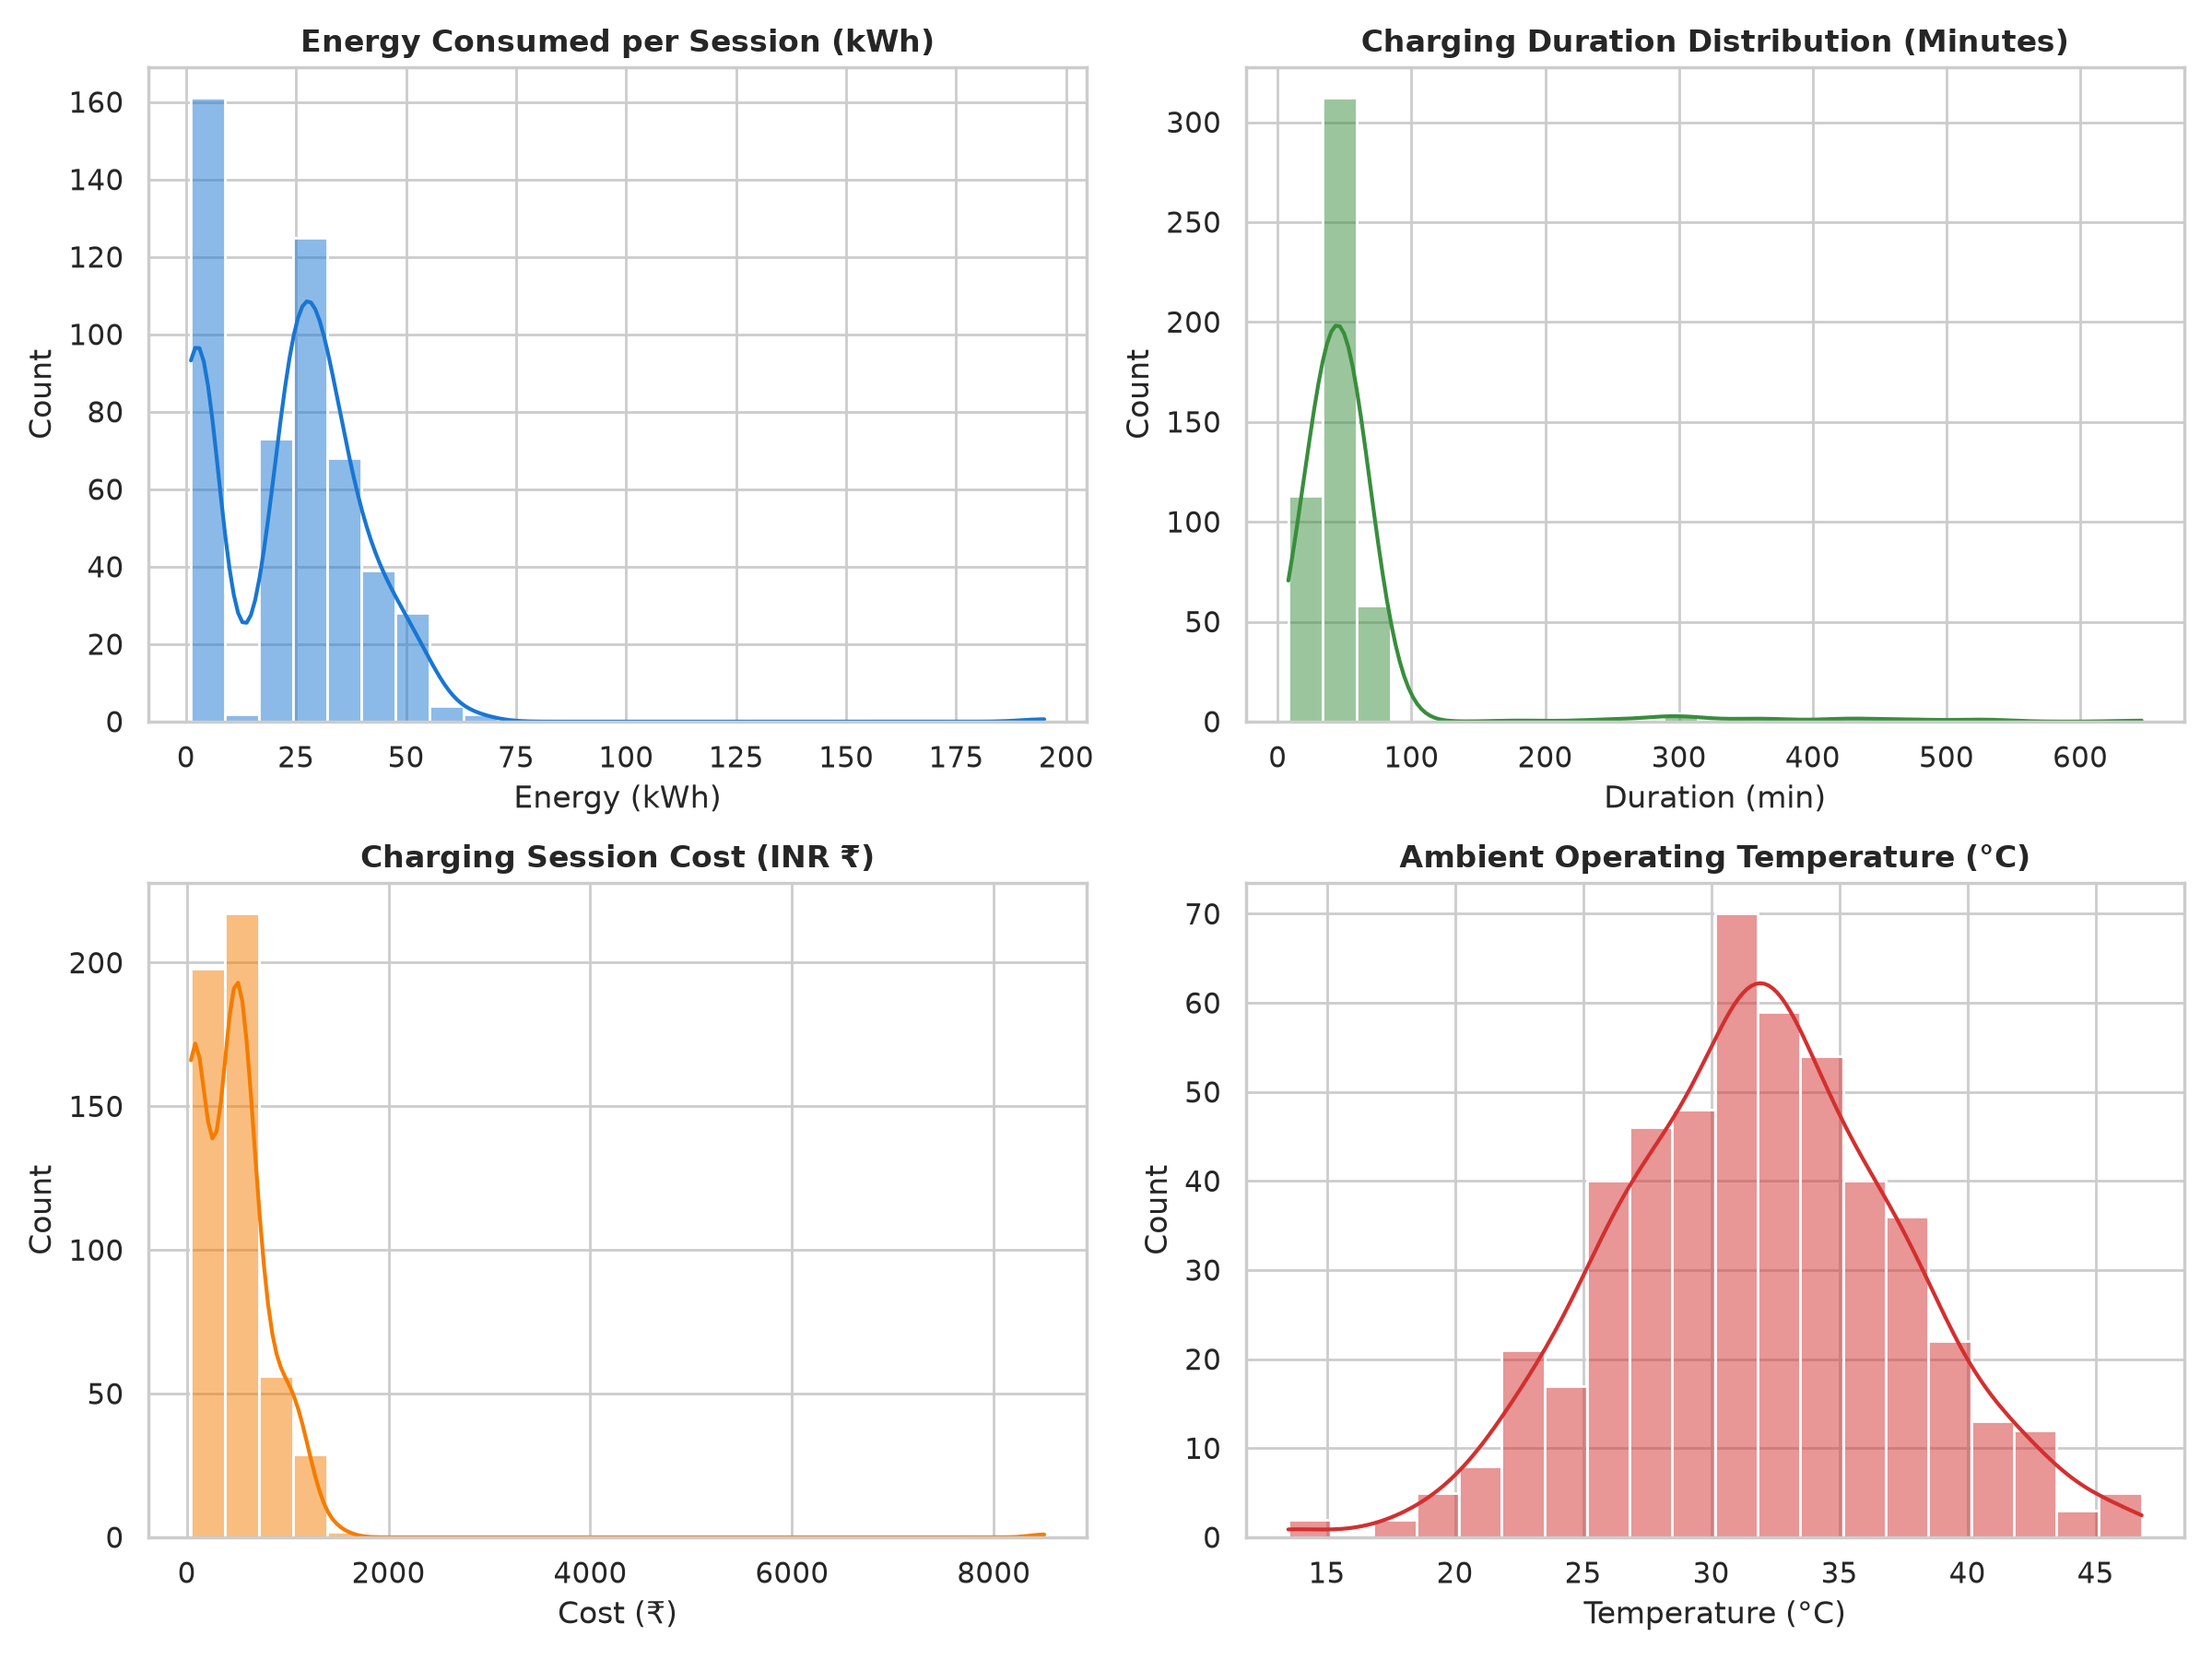 Energy Consumed per Session (kWh)
160
140
120
100
80
60
40
20
0
Count
0 25 50 75 100 125 150 175 200
Energy (kWh)
Charging Duration Distribution (Minutes)
300
250
200
150
100
50
0
Count
0 100 200 300 400 500 600
Duration (min)
Charging Session Cost (INR ₹)
200
150
100
50
0
Count
0 2000 4000 6000 8000
Cost (₹)
Ambient Operating Temperature (°C)
70
60
50
40
30
20
10
0
Count
15 20 25 30 35 40 45
Temperature (°C)